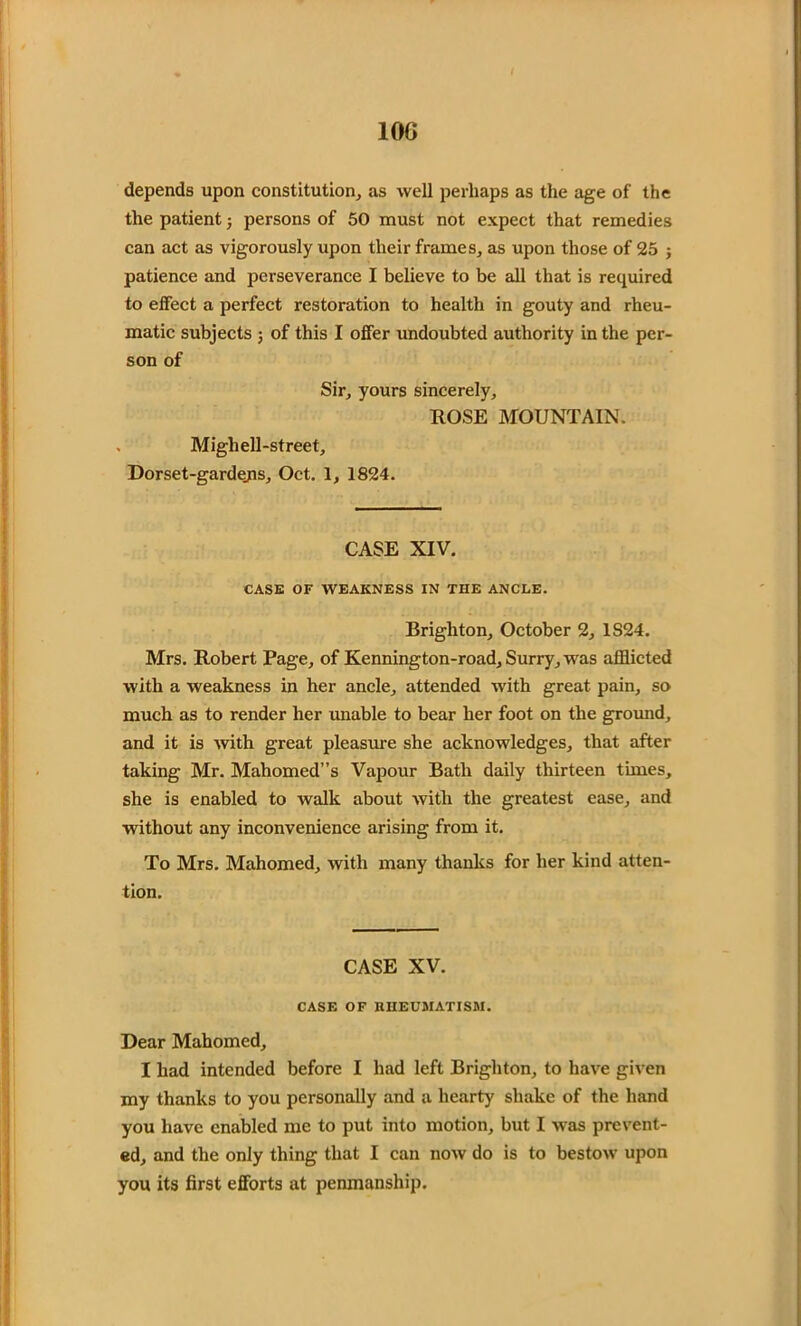 106
depends upon constitution, as well perhaps as the age of the
the patient; persons of 50 must not expect that remedies
can act as vigorously upon their frames, as upon those of 25 ;
patience and perseverance I believe to be all that is required
to effect a perfect restoration to health in gouty and rheu-
matic subjects ; of this I offer undoubted authority in the per-
son of
Sir, yours sincerely,
ROSE MOUNTAIN.
Mighell-street,
Dorset-gardens, Oct. 1, 1824.
CASE XIV.
CASE OF WEAKNESS IN THE ANCLE.
Brighton, October 2, 1824.
Mrs. Robert Page, of Kennington-road, Surry, was afflicted
with a weakness in her ancle, attended with great pain, so
much as to render her unable to bear her foot on the ground,
and it is with great pleasure she acknowledges, that after
taking Mr. Mahomed"s Vapour Bath daily thirteen times,
she is enabled to walk about with the greatest ease, and
without any inconvenience arising from it.
To Mrs. Mahomed, with many thanks for her kind atten-
tion.
CASE XV.
CASE OF RHEUMATISM.
Dear Mahomed,
I had intended before I had left Brighton, to have given
my thanks to you personally and a hearty shake of the hand
you have enabled me to put into motion, but I was prevent-
ed, and the only thing that I can now do is to bestow upon
you its first efforts at penmanship.